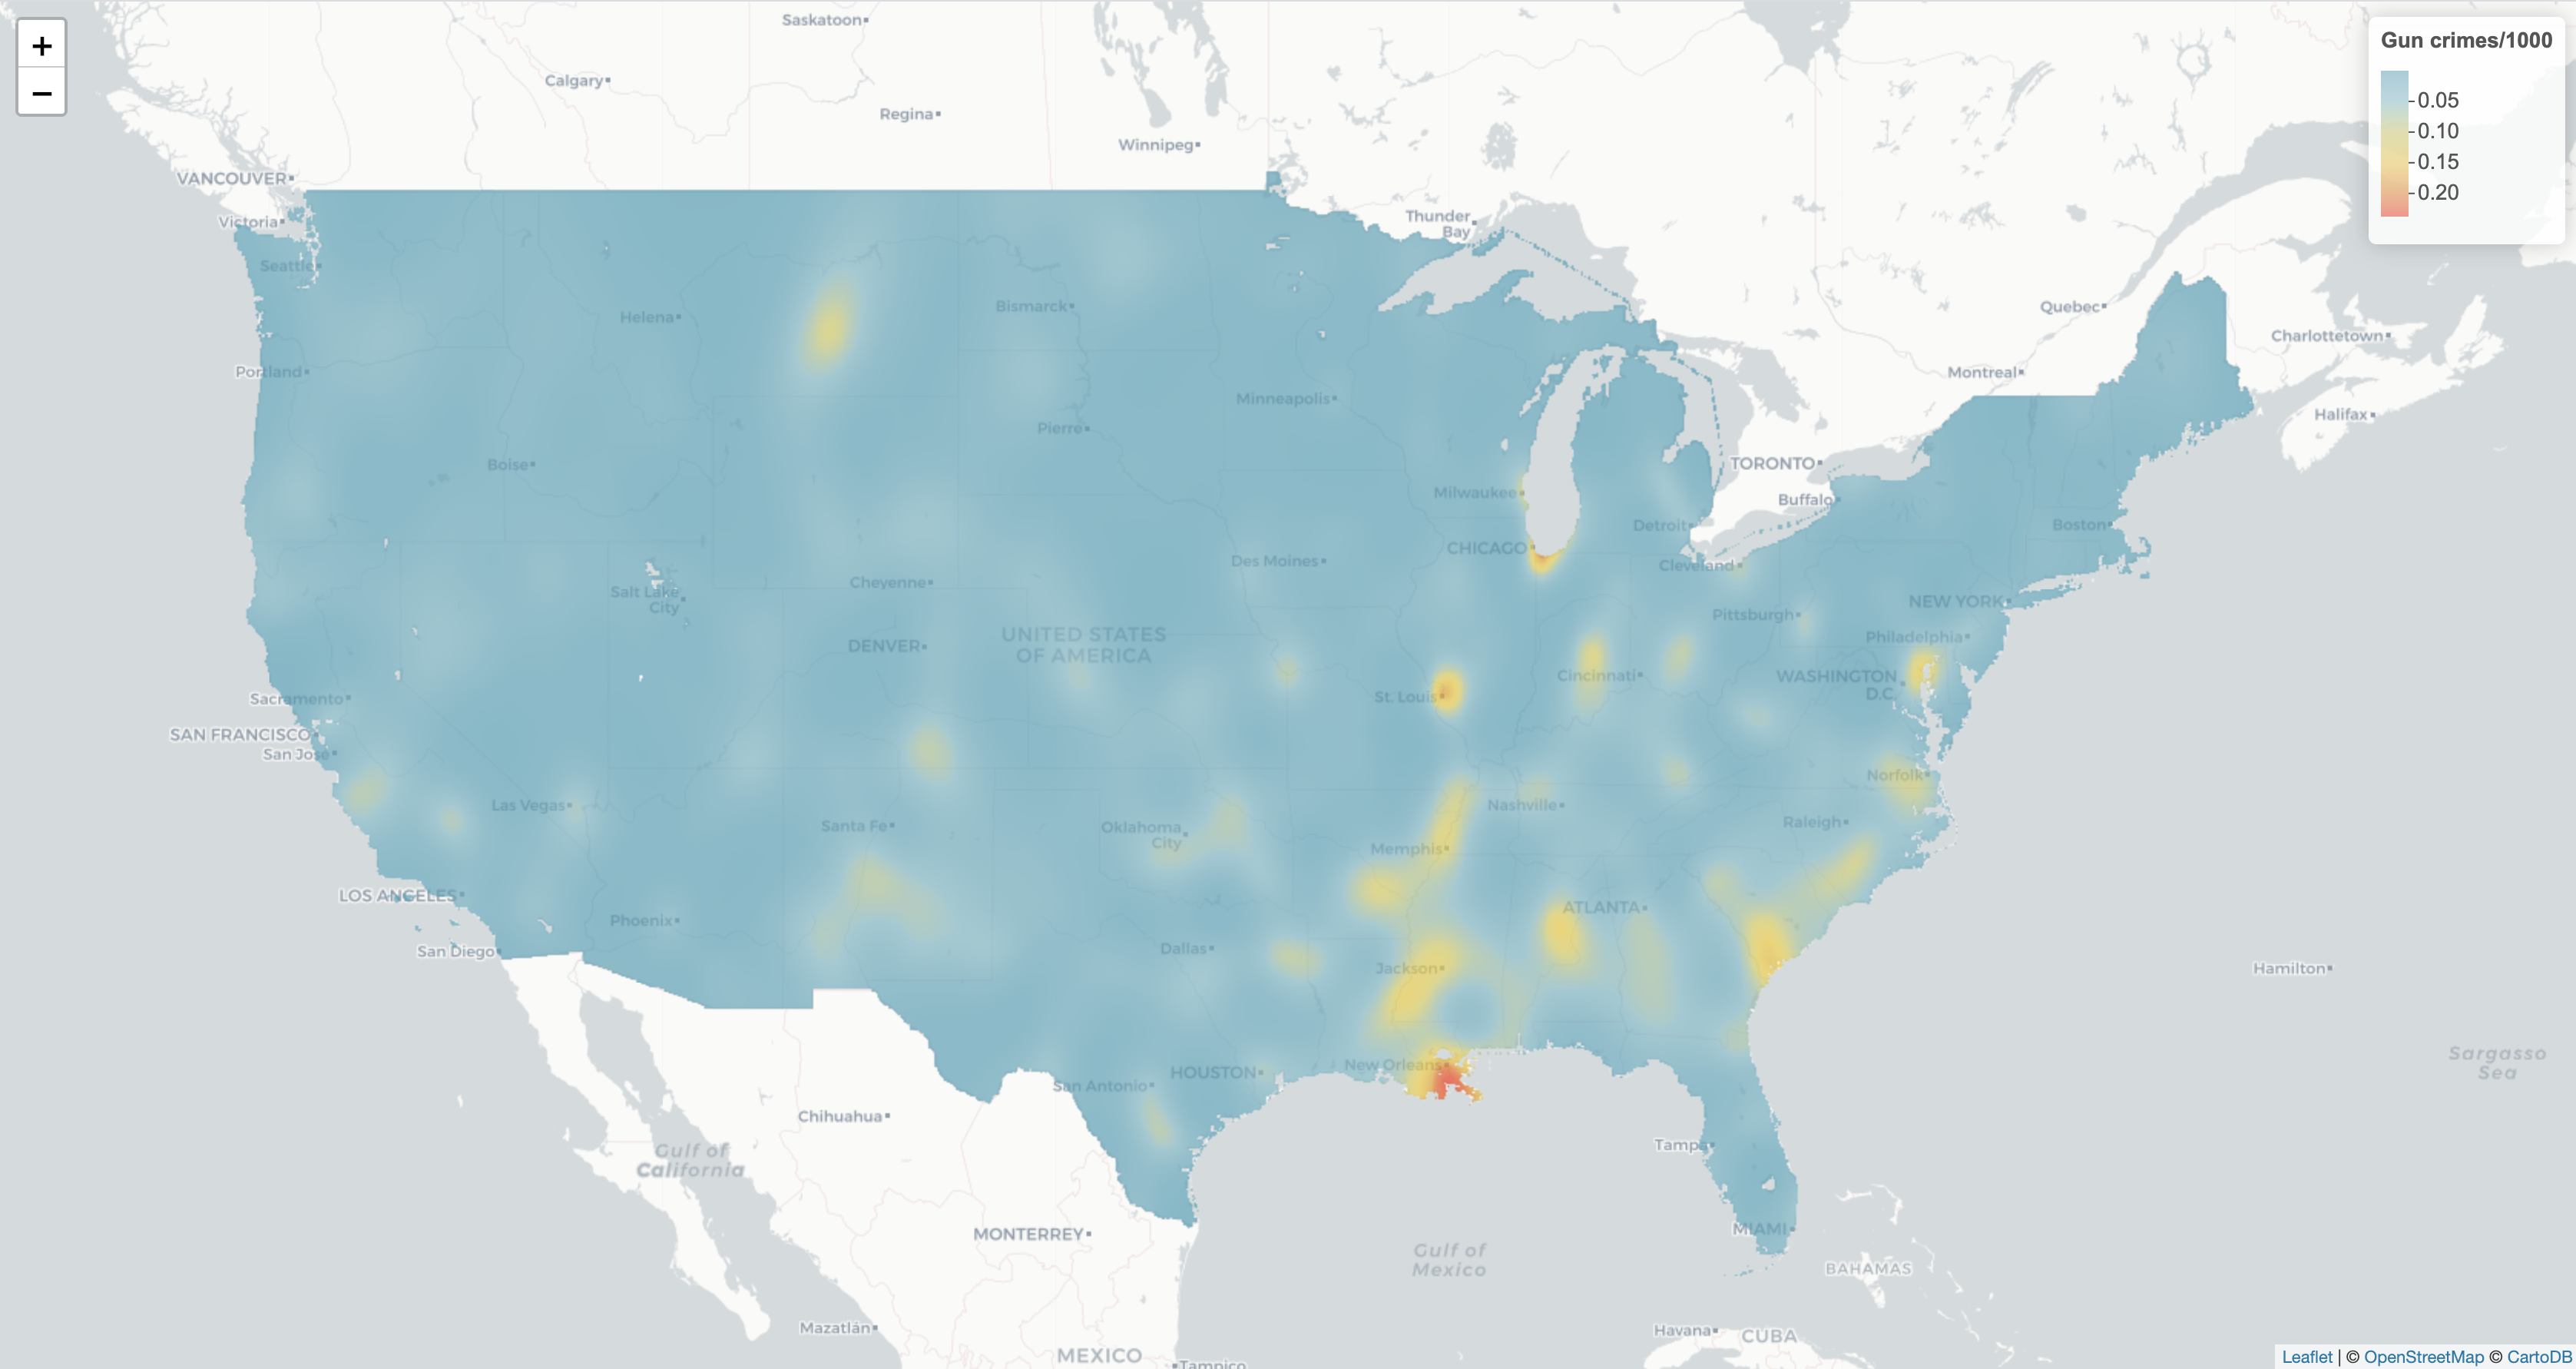 +
−
Gun crimes/1000
0.05
0.10
0.15
0.20
Saskatoon
Calgary
Regina
Winnipeg
VANCOUVER
Victoria
Seattle
Thunder
Bay
Helena
Bismarck
Quebec
Charlottetown
Portland
Montreal
Minneapolis
Halifax
Pierre
Boise
TORONTO
Milwaukee
Buffalo
Detroit
Boston
CHICAGO
Des Moines
Cleveland
Cheyenne
Salt Lake
City
NEW YORK
Pittsburgh
UNITED STATES
OF AMERICA
Philadelphia
DENVER
Cincinnati
WASHINGTON
D.C.
St. Louis
Sacramento
SAN FRANCISCO
San Jose
Norfolk
Las Vegas
Nashville
Santa Fe
Oklahoma
City
Raleigh
Memphis
LOS ANGELES
ATLANTA
Phoenix
Dallas
San Diego
Jackson
Hamilton
Sargasso
Sea
New Orleans
HOUSTON
San Antonio
Chihuahua
Tampa
Gulf of
California
MONTERREY
MIAMI
Gulf of
Mexico
BAHAMAS
Mazatlán
Havana
CUBA
MEXICO
Tampico
Leaflet | © OpenStreetMap © CartoDB